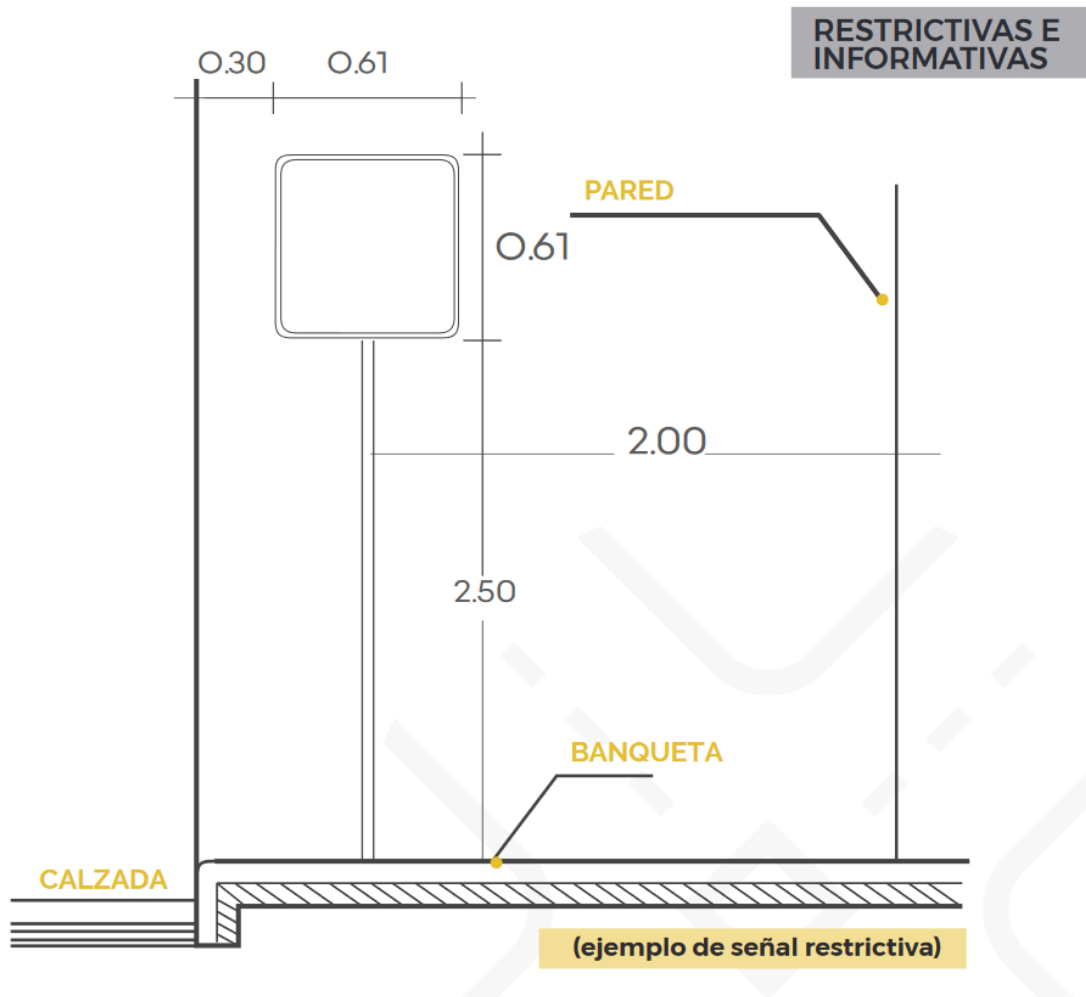 RESTRICTIVAS E
INFORMATIVAS
0.30
0.61
PARED
0.61
2.00
2.50
BANQUETA
CALZADA
(ejemplo de señal restrictiva)